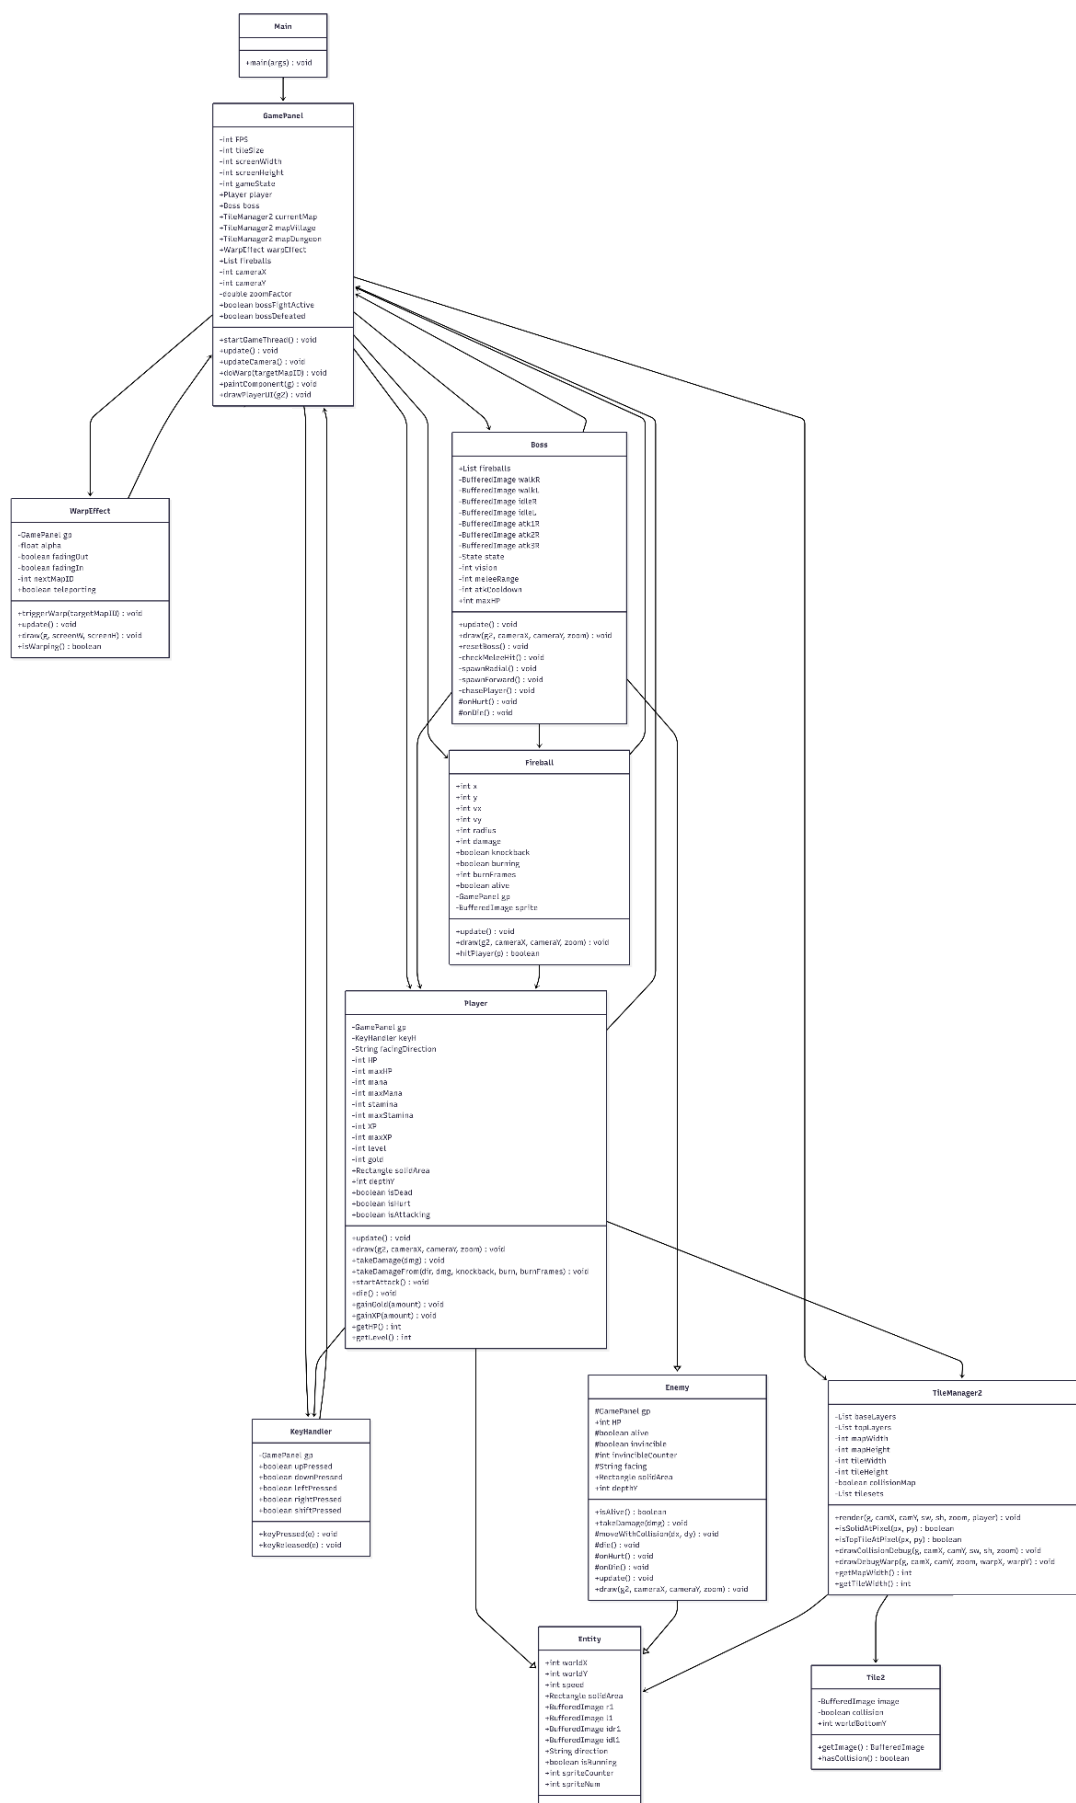 Main
+main(args) : void
GamePanel
-int FPS
-int tileSize
-int screenWidth
-int screenHeight
-int gameState
+Player player
+Boss boss
+TileManager2 currentMap
+TileManager2 mapVillage
+TileManager2 mapDungeon
+WarpEffect warpEffect
+List fireballs
-int cameraX
-int cameraY
-double zoomFactor
+boolean bossFightActive
+boolean bossDefeated
+startGameThread() : void
+update() : void
+updateCamera() : void
+doWarp(targetMapID) : void
+paintComponent(g) : void
+drawPlayerUI(g2) : void
Boss
+List fireballs
-BufferedImage walkR
-BufferedImage walkL
-BufferedImage idleR
-BufferedImage idleL
-BufferedImage atk1R
-BufferedImage atk2R
-BufferedImage atk3R
-State state
-int vision
-int meleeRange
-int atkCooldown
+int maxHP
+update() : void
+draw(g2, cameraX, cameraY, zoom) : void
+resetBoss() : void
-checkMeleeHit() : void
-spawnRadial() : void
-spawnForward() : void
-chasePlayer() : void
#onHurt() : void
#onDie() : void
WarpEffect
-GamePanel gp
-float alpha
-boolean fadingOut
-boolean fadingIn
-int nextMapID
+boolean teleporting
+triggerWarp(targetMapID) : void
+update() : void
+draw(g, screenW, screenH) : void
+isWarping() : boolean
Fireball
+int x
+int y
+int vx
+int vy
+int radius
+int damage
+boolean knockback
+boolean burning
+int burnFrames
+boolean alive
-GamePanel gp
-BufferedImage sprite
+update() : void
+draw(g2, cameraX, cameraY, zoom) : void
+hitPlayer(p) : boolean
Player
-GamePanel gp
-KeyHandler keyH
-String facingDirection
-int HP
-int maxHP
-int mana
-int maxMana
-int stamina
-int maxStamina
-int XP
-int maxXP
-int level
-int gold
+Rectangle solidArea
+int depthY
+boolean isDead
+boolean isHurt
+boolean isAttacking
+update() : void
+draw(g2, cameraX, cameraY, zoom) : void
+takeDamage(dmg) : void
+takeDamageFrom(dir, dmg, knockback, burn, burnFrames) : void
+startAttack() : void
+die() : void
+gainGold(amount) : void
+gainXP(amount) : void
+getHP() : int
+getLevel() : int
Enemy
#GamePanel gp
+int HP
#boolean alive
#boolean invincible
#int invincibleCounter
#String facing
+Rectangle solidArea
+int depthY
+isAlive() : boolean
+takeDamage(dmg) : void
#moveWithCollision(dx, dy) : void
#die() : void
#onHurt() : void
#onDie() : void
+update() : void
+draw(g2, cameraX, cameraY, zoom) : void
TileManager2
-List baseLayers
-List topLayers
-int mapWidth
-int mapHeight
-int tileWidth
-int tileHeight
-boolean collisionMap
-List tilesets
+render(g, camX, camY, sw, sh, zoom, player) : void
+isSolidAtPixel(px, py) : boolean
+isTopTileAtPixel(px, py) : boolean
+drawCollisionDebug(g, camX, camY, sw, sh, zoom) : void
+drawDebugWarp(g, camX, camY, zoom, warpX, warpY) : void
+getMapWidth() : int
+getTileWidth() : int
KeyHandler
-GamePanel gp
+boolean upPressed
+boolean downPressed
+boolean leftPressed
+boolean rightPressed
+boolean shiftPressed
+keyPressed(e) : void
+keyReleased(e) : void
Entity
+int worldX
+int worldY
+int speed
+Rectangle solidArea
+BufferedImage r1
+BufferedImage l1
+BufferedImage idr1
+BufferedImage idl1
+String direction
+boolean isRunning
+int spriteCounter
+int spriteNum
Tile2
-BufferedImage image
-boolean collision
+int worldBottomY
+getImage() : BufferedImage
+hasCollision() : boolean